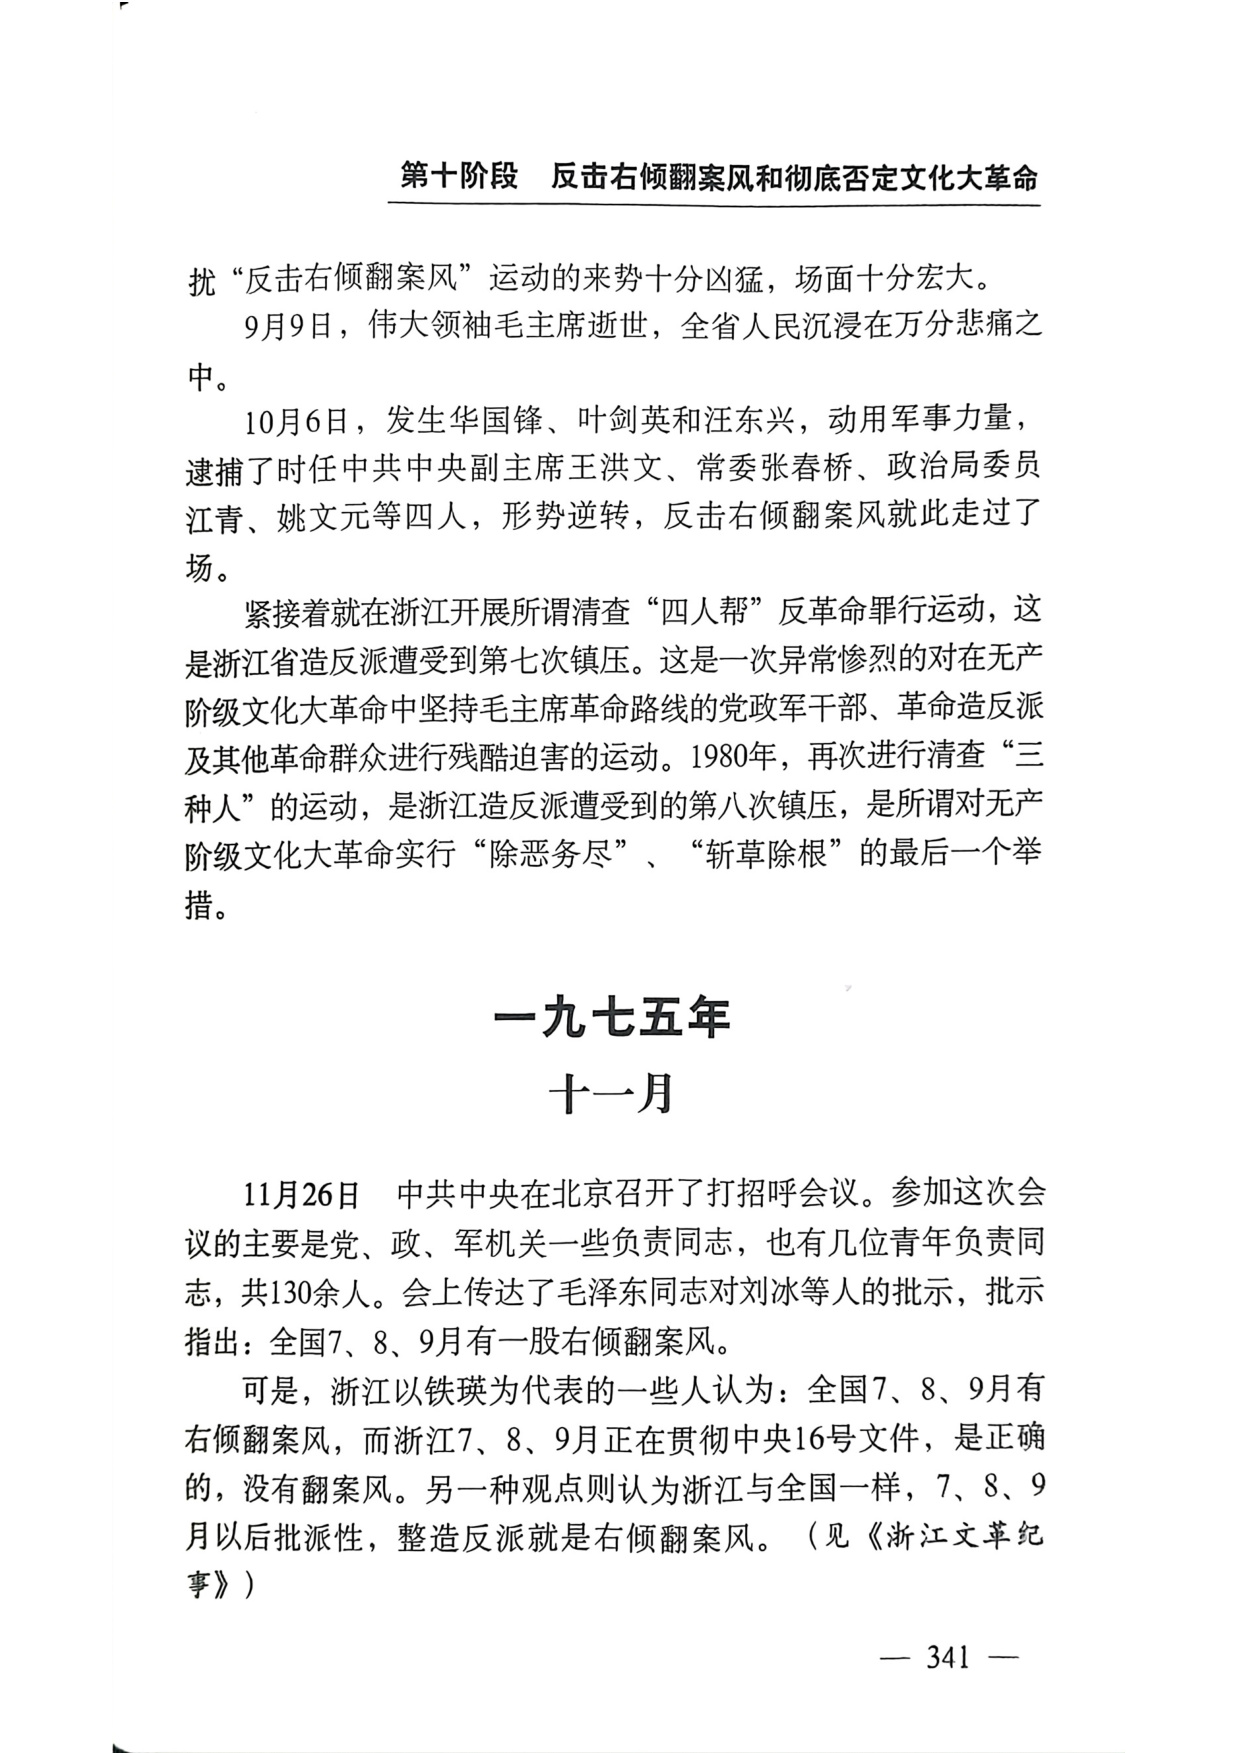 第十阶段　反击右倾翻案风和彻底否定文化大革命
扰“反击右倾翻案风”运动的来势十分凶猛，场面十分宏大。
9月9日，伟大领袖毛主席逝世，全省人民沉浸在万分悲痛之
中。
10月6日，发生华国锋、叶剑英和汪东兴，动用军事力量，
逮捕了时任中共中央副主席王洪文、常委张春桥、政治局委员
江青、姚文元等四人，形势逆转，反击右倾翻案风就此走过了
场。
紧接着就在浙江开展所谓清查“四人帮”反革命罪行运动，这
是浙江省造反派遭受到第七次镇压。这是一次异常惨烈的对在无产
阶级文化大革命中坚持毛主席革命路线的党政军干部、革命造反派
及其他革命群众进行残酷迫害的运动。1980年，再次进行清查“三
种人”的运动，是浙江造反派遭受到的第八次镇压，是所谓对无产
阶级文化大革命实行“除恶务尽”、“斩草除根”的最后一个举
措。
一九七五年
十一月
11月26日　中共中央在北京召开了打招呼会议。参加这次会
议的主要是党、政、军机关一些负责同志，也有几位青年负责同
志，共130余人。会上传达了毛泽东同志对刘冰等人的批示，批示
指出：全国7、8、9月有一股右倾翻案风。
可是，浙江以铁瑛为代表的一些人认为：全国7、8、9月有
右倾翻案风，而浙江7、8、9月正在贯彻中央16号文件，是正确
的，没有翻案风。另一种观点则认为浙江与全国一样，7、8、9
月以后批派性，整造反派就是右倾翻案风。（见《浙江文革纪
事》）
— 341 —